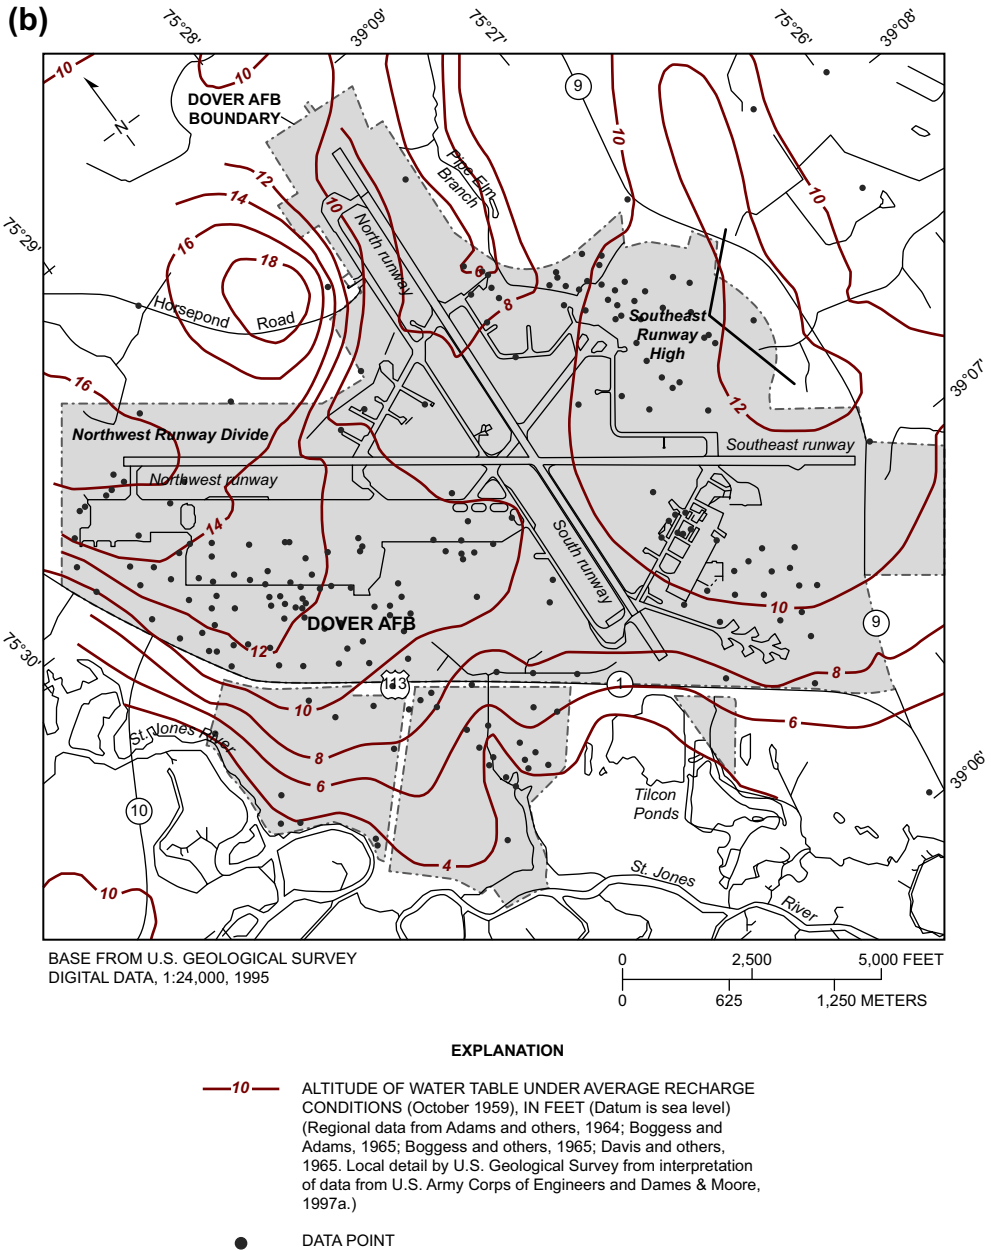 (b)
75°28'
39°09'
75°27'
75°26'
39°08'
10
10
DOVER AFB
BOUNDARY
9
N
10
Pipe Elm
Branch
12
14
10
North runway
10
75°29'
16
18
6
8
Horsepond Road
Southeast
Runway
High
16
12
39°07'
Northwest Runway Divide
Southeast runway
Northwest runway
14
South runway
10
DOVER AFB
9
12
75°30'
8
113
1
10
6
St. Jones River
8
6
39°06'
10
Tilcon
Ponds
4
St. Jones
River
10
BASE FROM U.S. GEOLOGICAL SURVEY
DIGITAL DATA, 1:24,000, 1995
0 2,500 5,000 FEET
0 625 1,250 METERS
EXPLANATION
10 ALTITUDE OF WATER TABLE UNDER AVERAGE RECHARGE
CONDITIONS (October 1959), IN FEET (Datum is sea level)
(Regional data from Adams and others, 1964; Boggess and
Adams, 1965; Boggess and others, 1965; Davis and others,
1965. Local detail by U.S. Geological Survey from interpretation
of data from U.S. Army Corps of Engineers and Dames & Moore,
1997a.)
DATA POINT